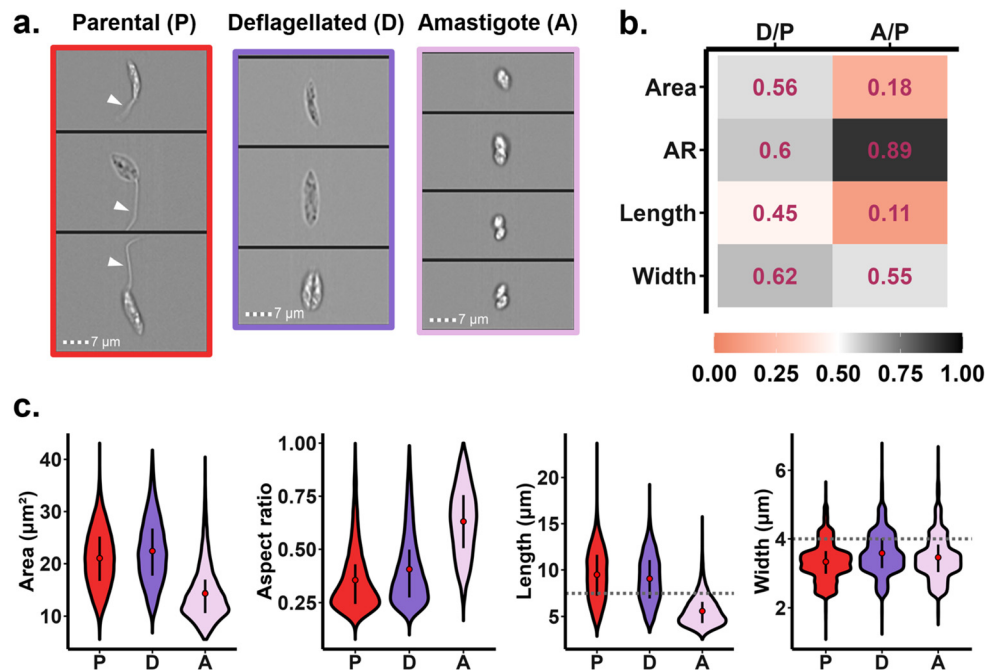 a.
Parental (P)
Deflagellated (D)
Amastigote (A)
7 µm
7 µm
7 µm
b.
D/P A/P
Area 0.56 0.18
AR 0.6 0.89
Length 0.45 0.11
Width 0.62 0.55
0.00 0.25 0.50 0.75 1.00
c.
Area (µm²)
40
30
20
10
P D A
Aspect ratio
1.00
0.75
0.50
0.25
P D A
Length (µm)
20
15
10
5
P D A
Width (µm)
6
4
2
P D A